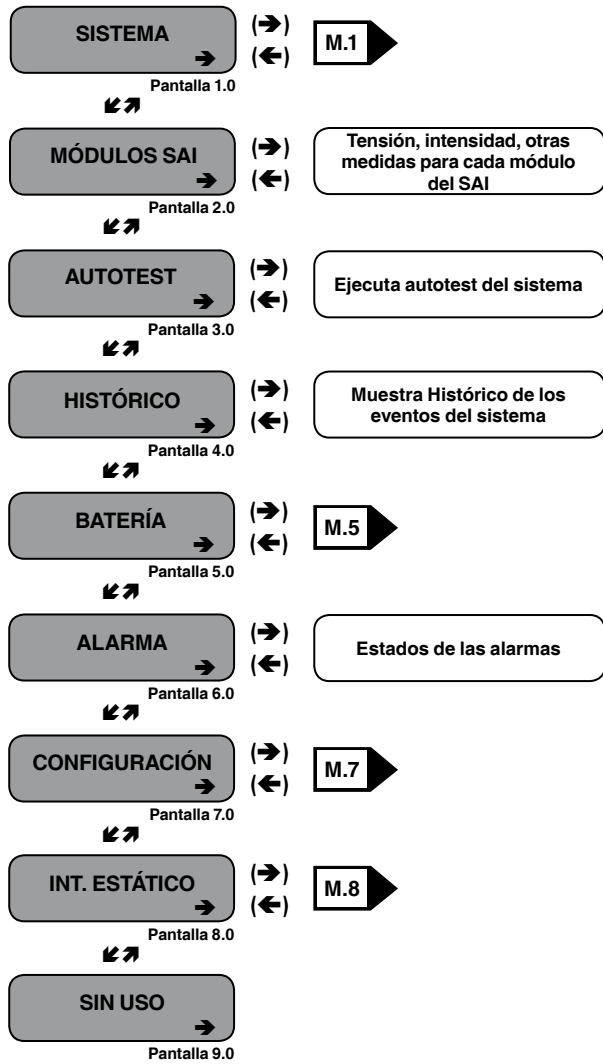 SISTEMA
➔
(➔)
(←)
M.1
Pantalla 1.0
MÓDULOS SAI
➔
(➔)
(←)
Tensión, intensidad, otras
medidas para cada módulo
del SAI
Pantalla 2.0
AUTOTEST
➔
(➔)
(←)
Ejecuta autotest del sistema
Pantalla 3.0
HISTÓRICO
➔
(➔)
(←)
Muestra Histórico de los
eventos del sistema
Pantalla 4.0
BATERÍA
➔
(➔)
(←)
M.5
Pantalla 5.0
ALARMA
➔
(➔)
(←)
Estados de las alarmas
Pantalla 6.0
CONFIGURACIÓN
➔
(➔)
(←)
M.7
Pantalla 7.0
INT. ESTÁTICO
➔
(➔)
(←)
M.8
Pantalla 8.0
SIN USO
➔
Pantalla 9.0